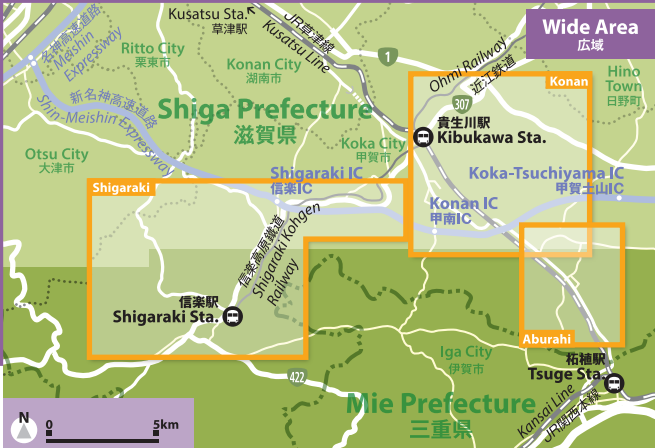 Kusatsu Sta.
草津駅
JR草津線
Kusatsu Line
Wide Area
広域
名神高速道路
Meishin
Expressway
Ritto City
栗東市
Konan City
湖南市
1
Ohmi Railway
近江鉄道
Konan
Hino
Town
日野町
新名神高速道路
Shin-Meishin Expressway
Shiga Prefecture
滋賀県
307
貴生川駅
Kibukawa Sta.
Koka City
甲賀市
Otsu City
大津市
Shigaraki
Shigaraki IC
信楽IC
Koka-Tsuchiyama IC
甲賀土山IC
Konan IC
甲南IC
信楽高原鐵道
Shigaraki Kohgen
Railway
信楽駅
Shigaraki Sta.
Aburahi
Iga City
伊賀市
柘植駅
Tsuge Sta.
422
Mie Prefecture
三重県
Kansai Line
JR関西本線
N
0
5km